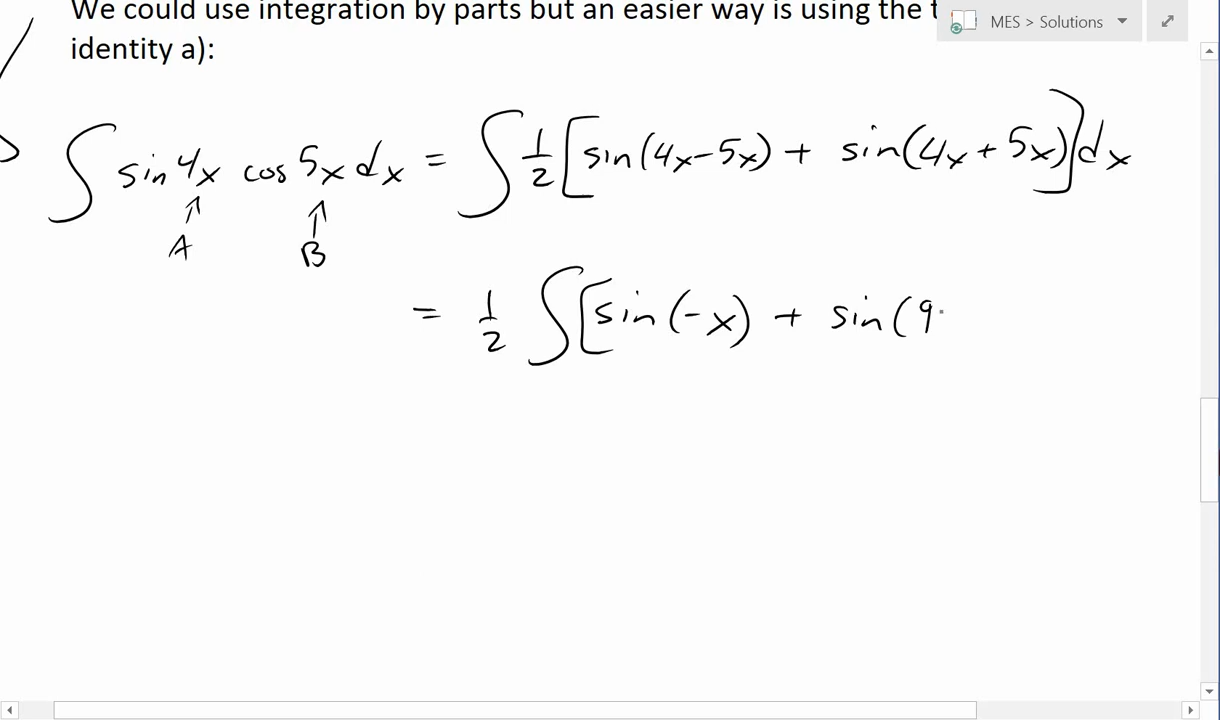 We could use integration by parts but an easier way is using the
MES > Solutions
identity a):
∫ sin 4x cos 5x dx = ∫ 1/2 [sin(4x-5x) + sin(4x+5x)] dx
↑ ↑
A B
= 1/2 ∫ [sin(-x) + sin(9